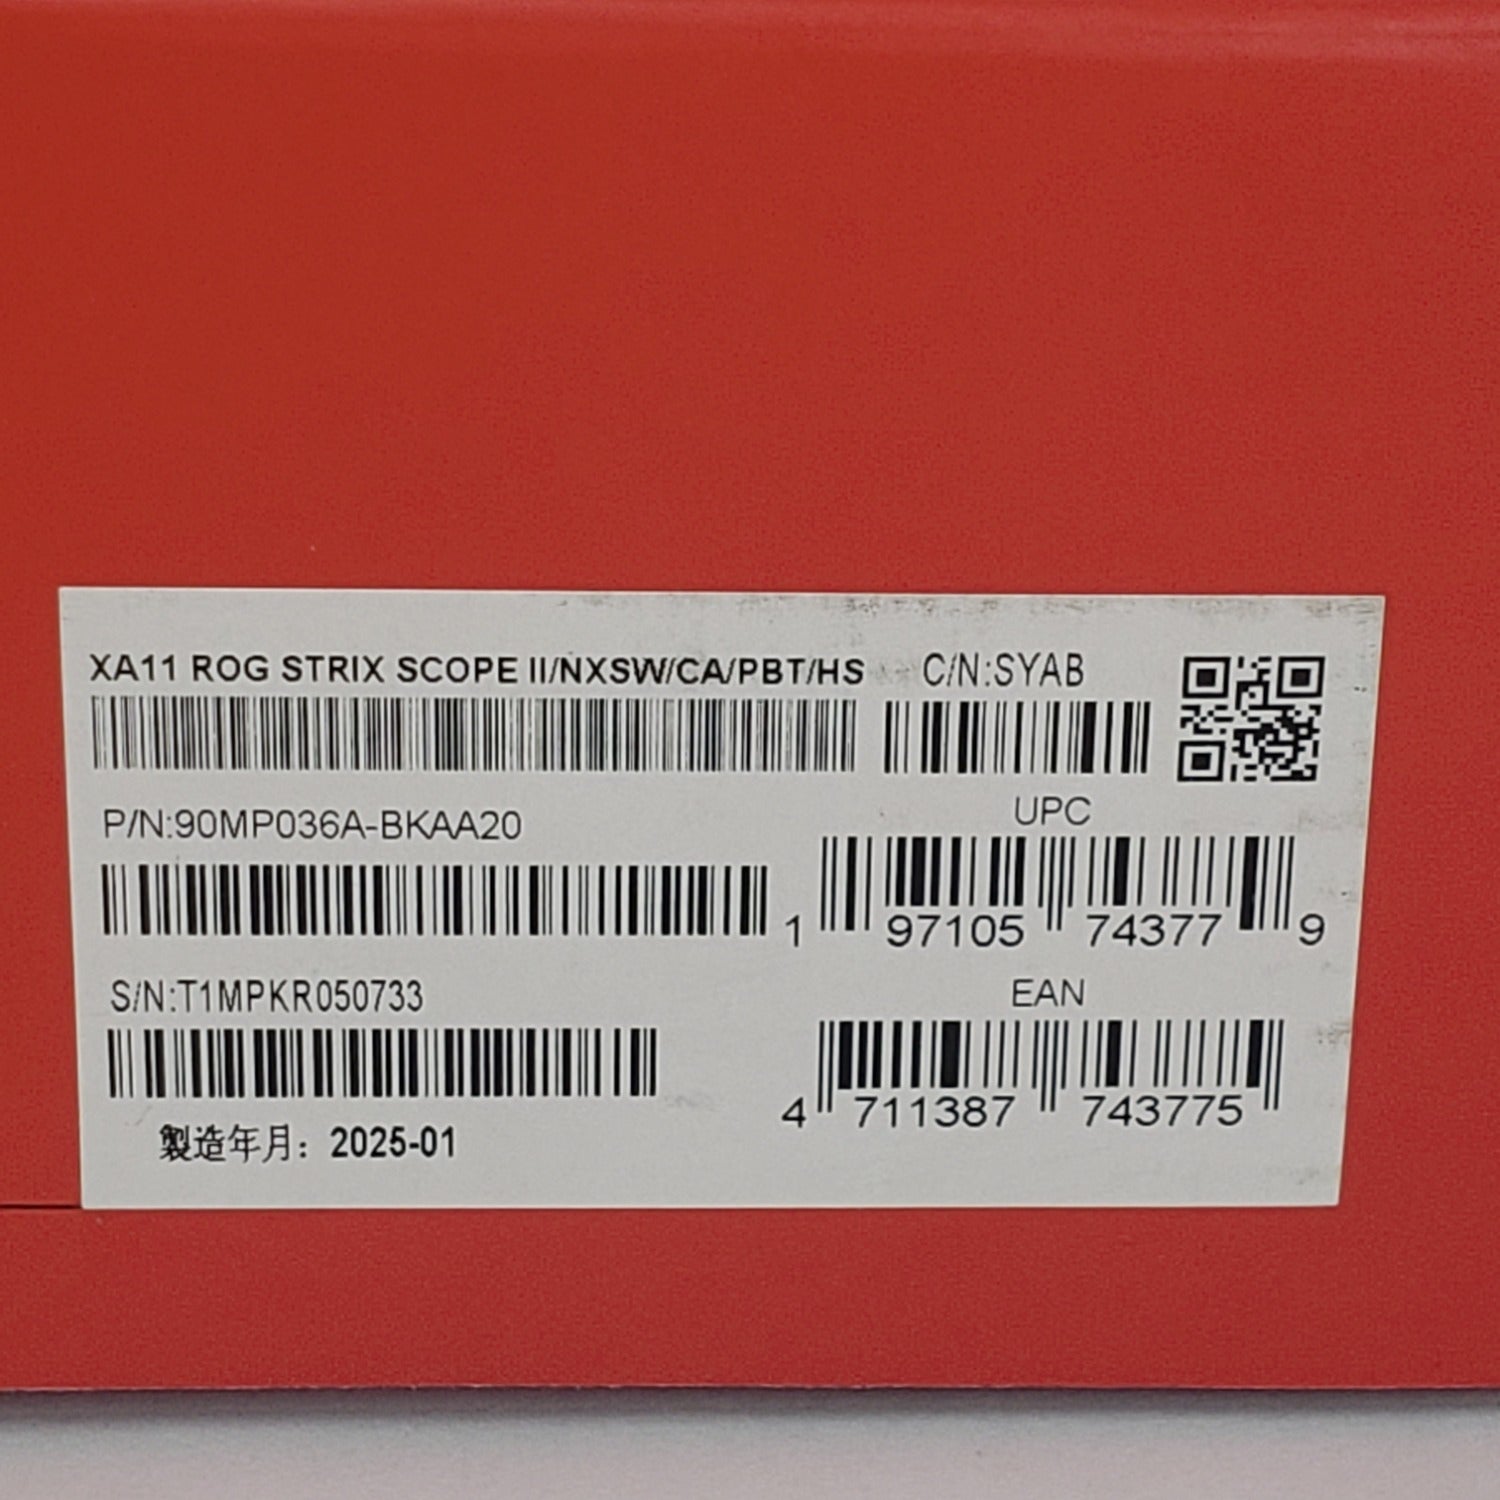 XA11 ROG STRIX SCOPE II/NXSW/CA/PBT/HS
C/N:SYAB
P/N:90MP036A-BKAA20
UPC
1 97105 74377 9
S/N:T1MPKR050733
EAN
4 711387 743775
製造年月：2025-01